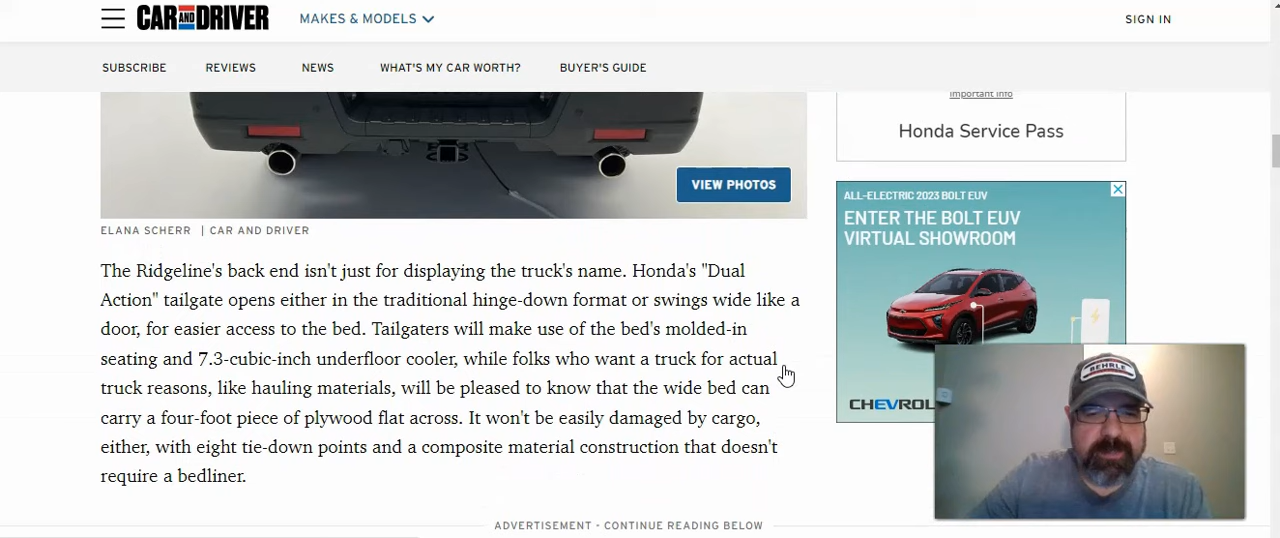 CAR AND DRIVER
MAKES & MODELS
SIGN IN
SUBSCRIBE
REVIEWS
NEWS
WHAT'S MY CAR WORTH?
BUYER'S GUIDE
Important info
Honda Service Pass
VIEW PHOTOS
ELANA SCHERR | CAR AND DRIVER
The Ridgeline's back end isn't just for displaying the truck's name. Honda's "Dual
Action" tailgate opens either in the traditional hinge-down format or swings wide like a
door, for easier access to the bed. Tailgaters will make use of the bed's molded-in
seating and 7.3-cubic-inch underfloor cooler, while folks who want a truck for actual
truck reasons, like hauling materials, will be pleased to know that the wide bed can
carry a four-foot piece of plywood flat across. It won't be easily damaged by cargo,
either, with eight tie-down points and a composite material construction that doesn't
require a bedliner.
ALL-ELECTRIC 2023 BOLT EUV
ENTER THE BOLT EUV
VIRTUAL SHOWROOM
CHEVROL
BEHRLE
ADVERTISEMENT - CONTINUE READING BELOW